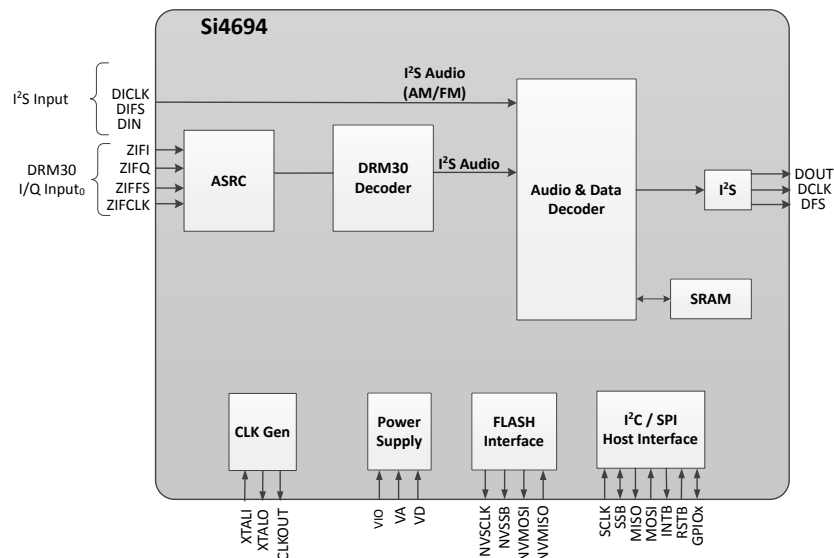 Si4694
I²S Input
DICLK
DIFS
DIN
I²S Audio
(AM/FM)
DRM30
I/Q Input₀
ZIFI
ZIFQ
ZIFFS
ZIFCLK
ASRC
DRM30
Decoder
I²S Audio
Audio & Data
Decoder
I²S
DOUT
DCLK
DFS
SRAM
CLK Gen
Power
Supply
FLASH
Interface
I²C / SPI
Host Interface
XTALI
XTALO
CLKOUT
VIO
VA
VD
NVSCLK
NVSSB
NVMOSI
NVMISO
SCLK
SSB
MISO
MOSI
INTB
RSTB
GPIOx